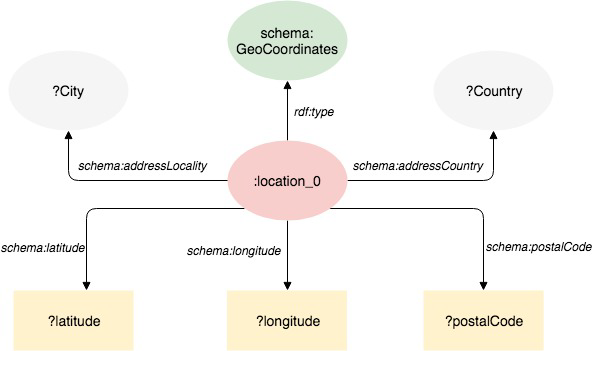 schema:
GeoCoordinates
?City
?Country
rdf:type
schema:addressLocality
schema:addressCountry
:location_0
schema:latitude
schema:longitude
schema:postalCode
?latitude
?longitude
?postalCode